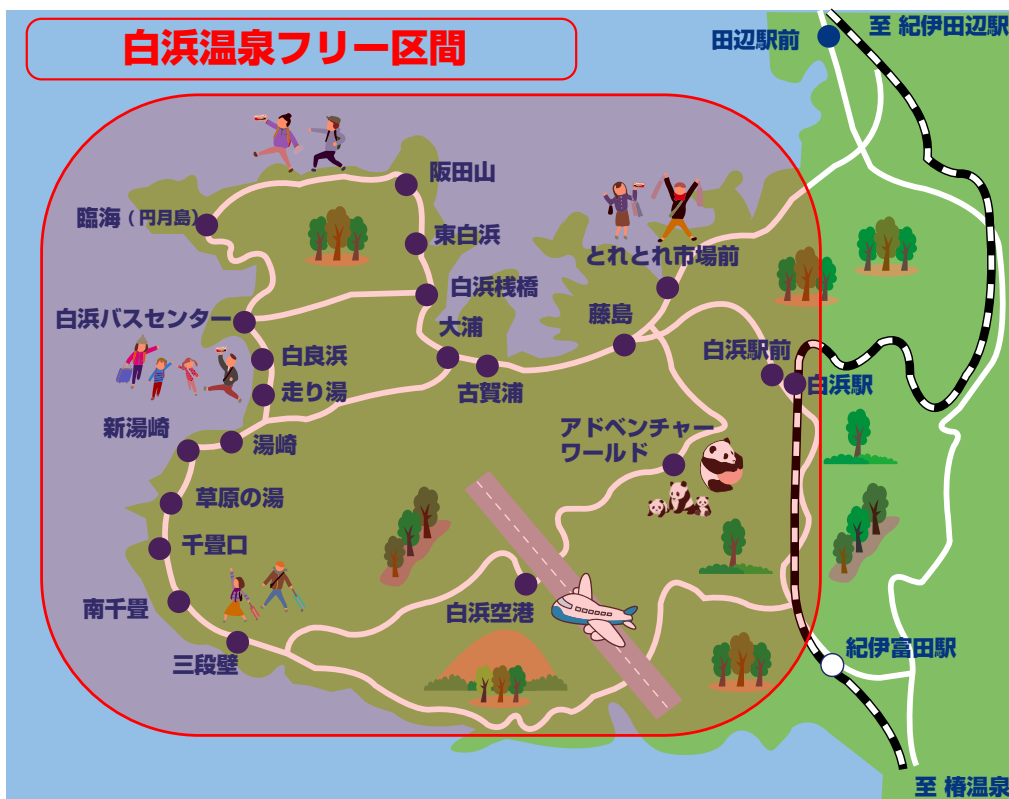 白浜温泉フリー区間
田辺駅前
至 紀伊田辺駅
阪田山
臨海（円月島）
東白浜
とれとれ市場前
白浜桟橋
白浜バスセンター
大浦
藤島
白良浜
白浜駅前
走り湯
古賀浦
白浜駅
新湯崎
湯崎
アドベンチャー
ワールド
草原の湯
千畳口
南千畳
白浜空港
三段壁
紀伊富田駅
至 椿温泉